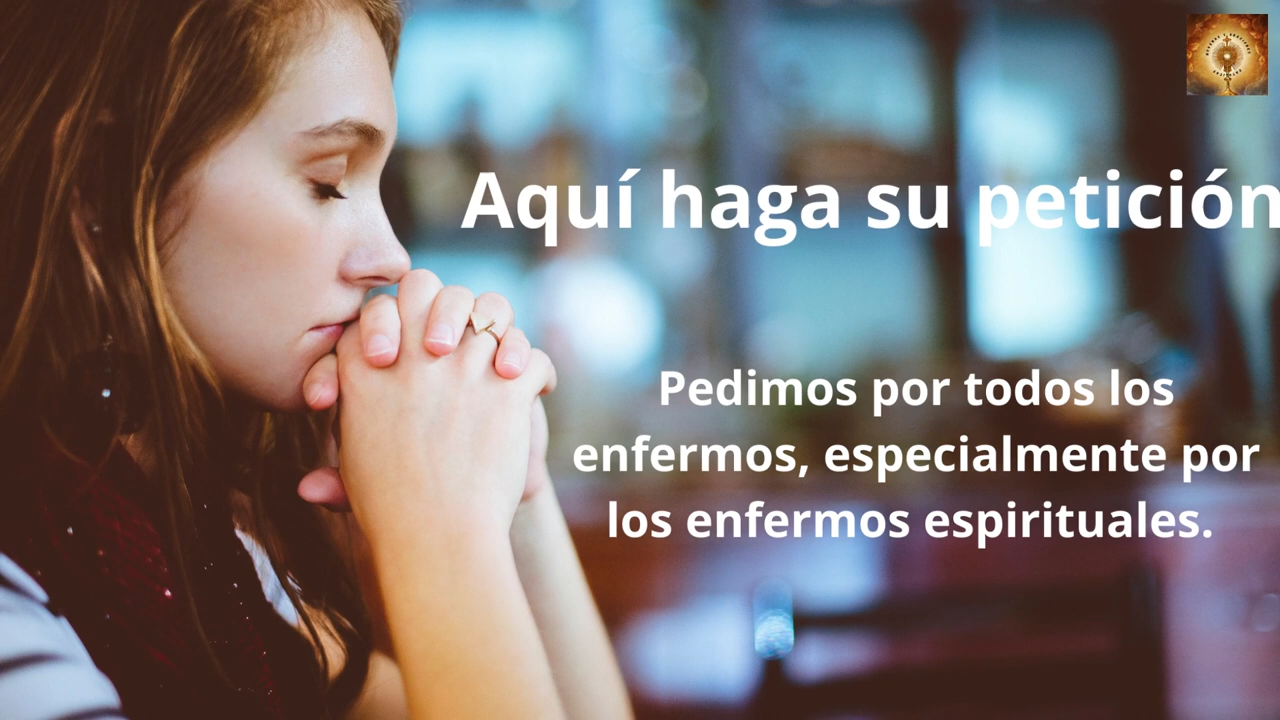 Aquí haga su petición
Pedimos por todos los
enfermos, especialmente por
los enfermos espirituales.